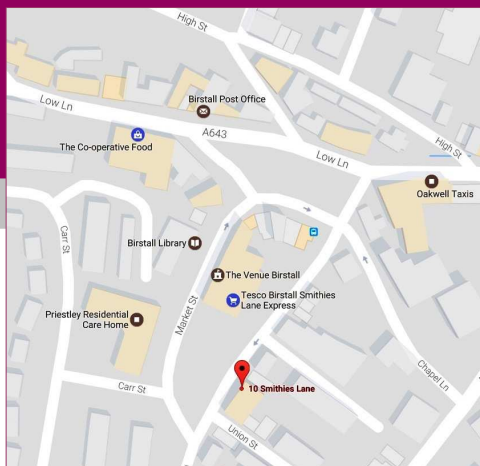 High St
Low Ln
Birstall Post Office
A643
The Co-operative Food
Low Ln
High St
Oakwell Taxis
Carr St
Birstall Library
The Venue Birstall
Market St
Tesco Birstall Smithies
Lane Express
Priestley Residential
Care Home
Chapel Ln
Carr St
10 Smithies Lane
Union St